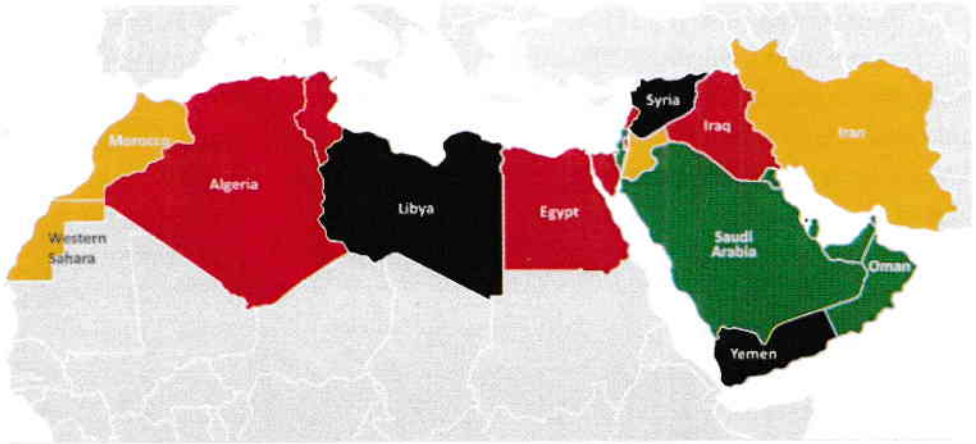 Syria
Iraq
Iran
Morocco
Algeria
Libya
Egypt
Saudi
Arabia
Western
Sahara
Oman
Yemen